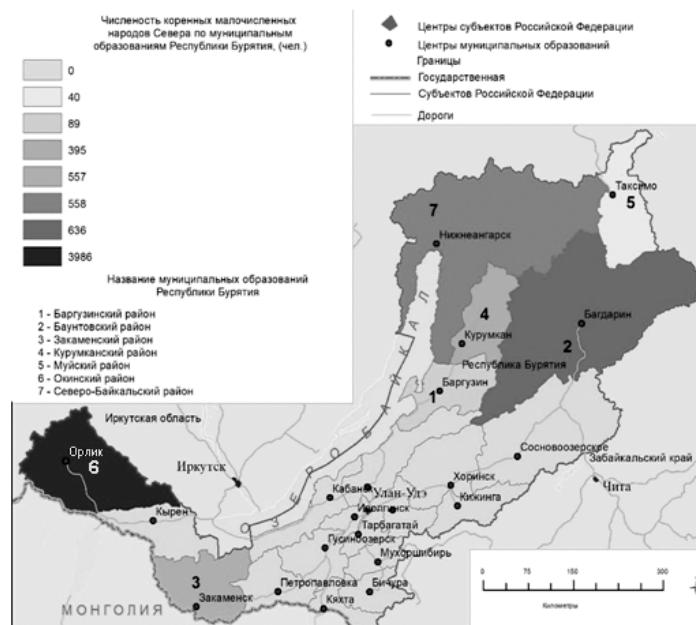 Численость коренных малочисленных
народов Севера по муниципальным
образованиям Республики Бурятия, (чел.)
0
40
89
395
557
558
636
3986
Название муниципальных образований
Республики Бурятия
1 - Баргузинский район
2 - Баунтовский район
3 - Закаменский район
4 - Курумканский район
5 - Муйский район
6 - Окинский район
7 - Северо-Байкальский район
Центры субъектов Российской Федерации
Центры муниципальных образований
Границы
Государственная
Субъектов Российской Федерации
Дороги
Таксимо
5
7
Нижнеангарск
4
Багдарин
Курумкан
2
Республика Бурятия
Баргузин
1
ОЗЕРО БАЙКАЛ
Иркутская область
Орлик
6
Иркутск
Сосновоозерское
Забайкальский край
Чита
Хоринск
Кабанск
Улан-Удэ
Кижинга
Кырен
Иволгинск
Тарбагатай
Гусиноозерск
Мухоршибирь
3
Петропавловка
Бичура
Закаменск
Кяхта
МОНГОЛИЯ
0 75 150 300
Километры